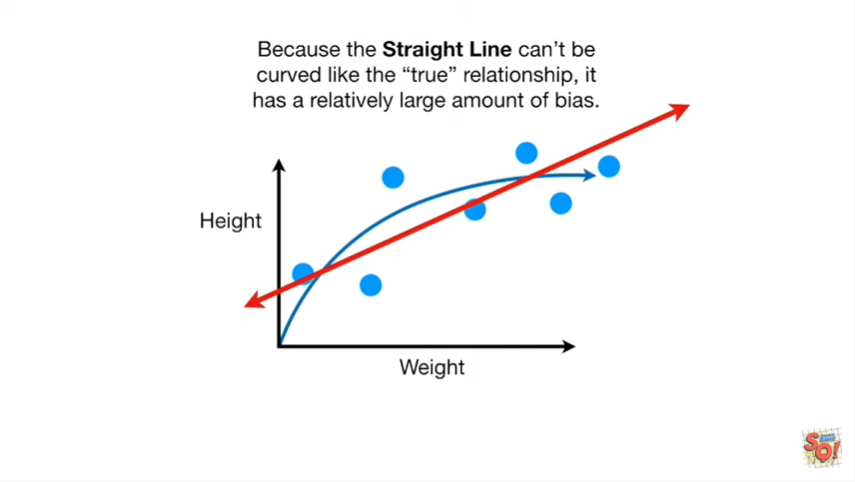 Because the Straight Line can't be
curved like the “true” relationship, it
has a relatively large amount of bias.
Height
Weight
SQ!